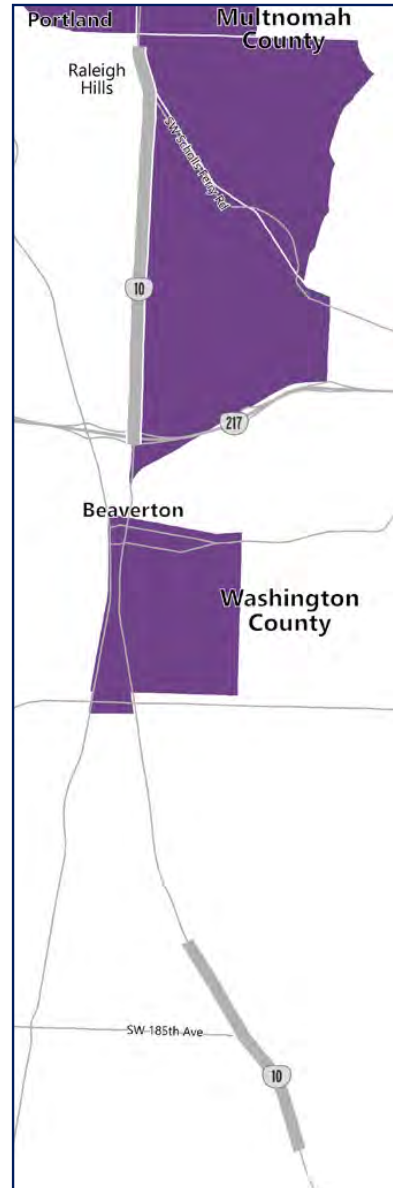 Portland
Multnomah
County
Raleigh
Hills
SW Scholls Ferry Rd
10
217
Beaverton
Washington
County
SW 185th Ave
10